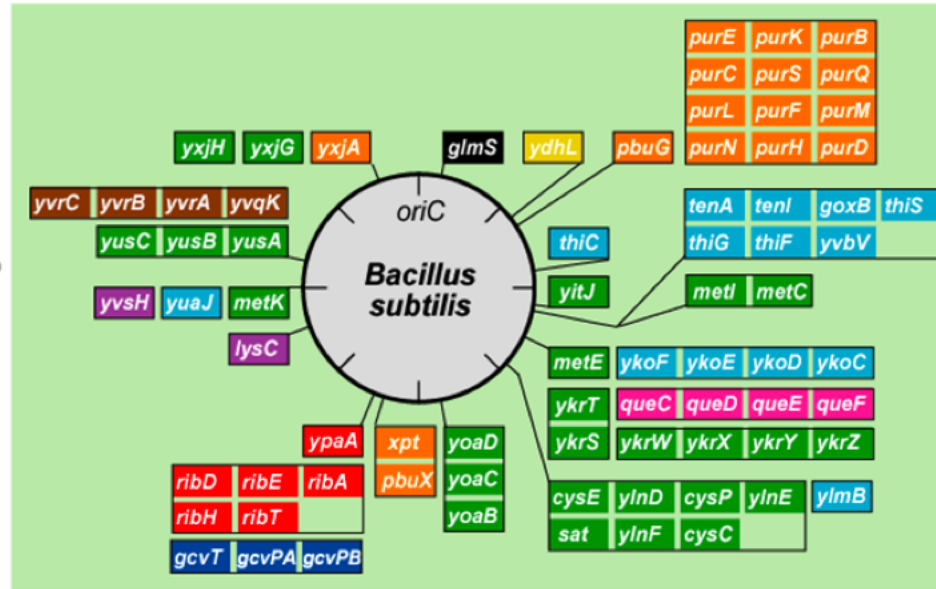 purE purK purB
purC purS purQ
purL purF purM
purN purH purD
yxjH yxjG yxjA
glmS ydhL pbuG
yvrC yvrB yvrA yvqK
yusC yusB yusA
yvsH yuaJ metK
lysC
oriC
Bacillus
subtilis
thiC
tenA tenI goxB thiS
thiG thiF yvbV
yitJ
metI metC
metE ykoF ykoE ykoD ykoC
ykrT queC queD queE queF
ykrS ykrW ykrX ykrY ykrZ
cysE ylnD cysP ylnE ylmB
sat ylnF cysC
ypaA
ribD ribE ribA
ribH ribT
gcvT gcvPA gcvPB
xpt
pbuX
yoaD
yoaC
yoaB